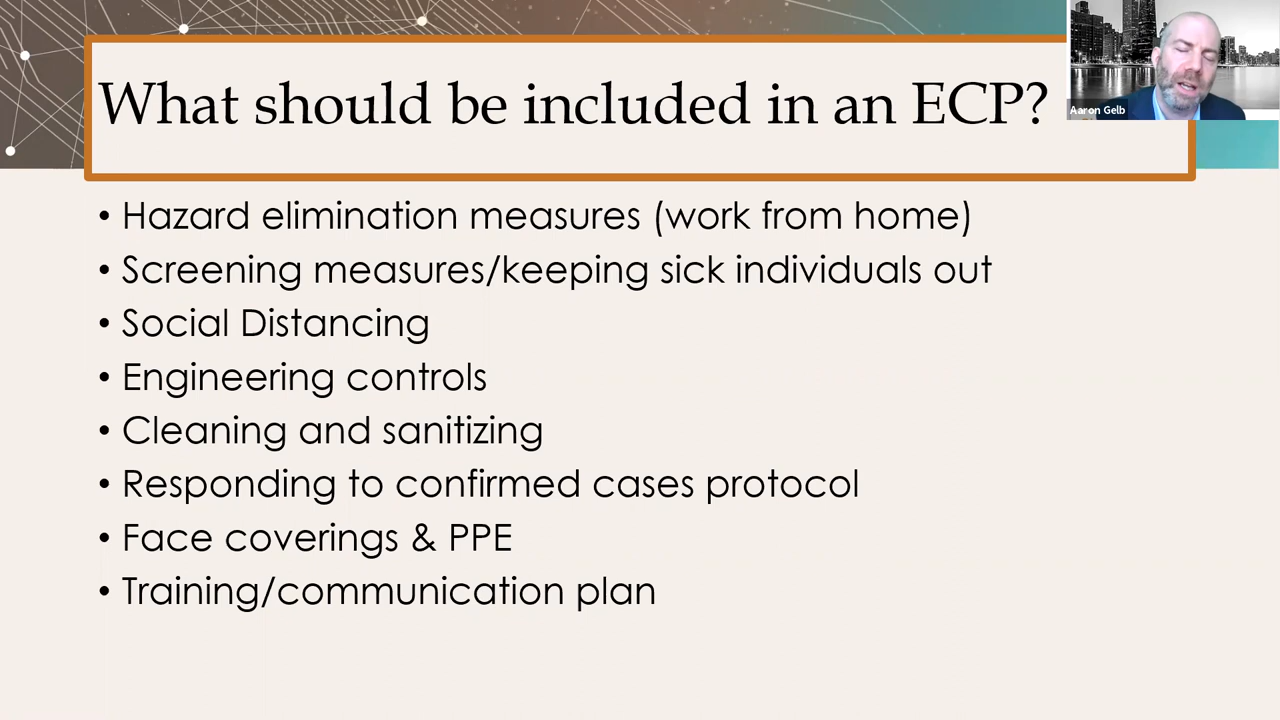 What should be included in an ECP?
Aaron Gelb
• Hazard elimination measures (work from home)
• Screening measures/keeping sick individuals out
• Social Distancing
• Engineering controls
• Cleaning and sanitizing
• Responding to confirmed cases protocol
• Face coverings & PPE
• Training/communication plan